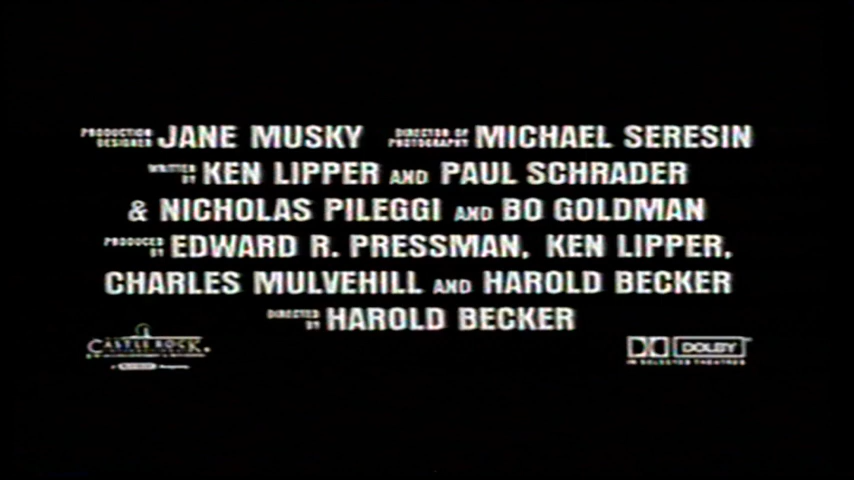 PRODUCTION DESIGNER JANE MUSKY DIRECTOR OF PHOTOGRAPHY MICHAEL SERESIN
WRITTEN BY KEN LIPPER AND PAUL SCHRADER
& NICHOLAS PILEGGI AND BO GOLDMAN
PRODUCED BY EDWARD R. PRESSMAN, KEN LIPPER,
CHARLES MULVEHILL AND HAROLD BECKER
DIRECTED BY HAROLD BECKER
CASTLE ROCK
DOLBY
IN SELECTED THEATRES